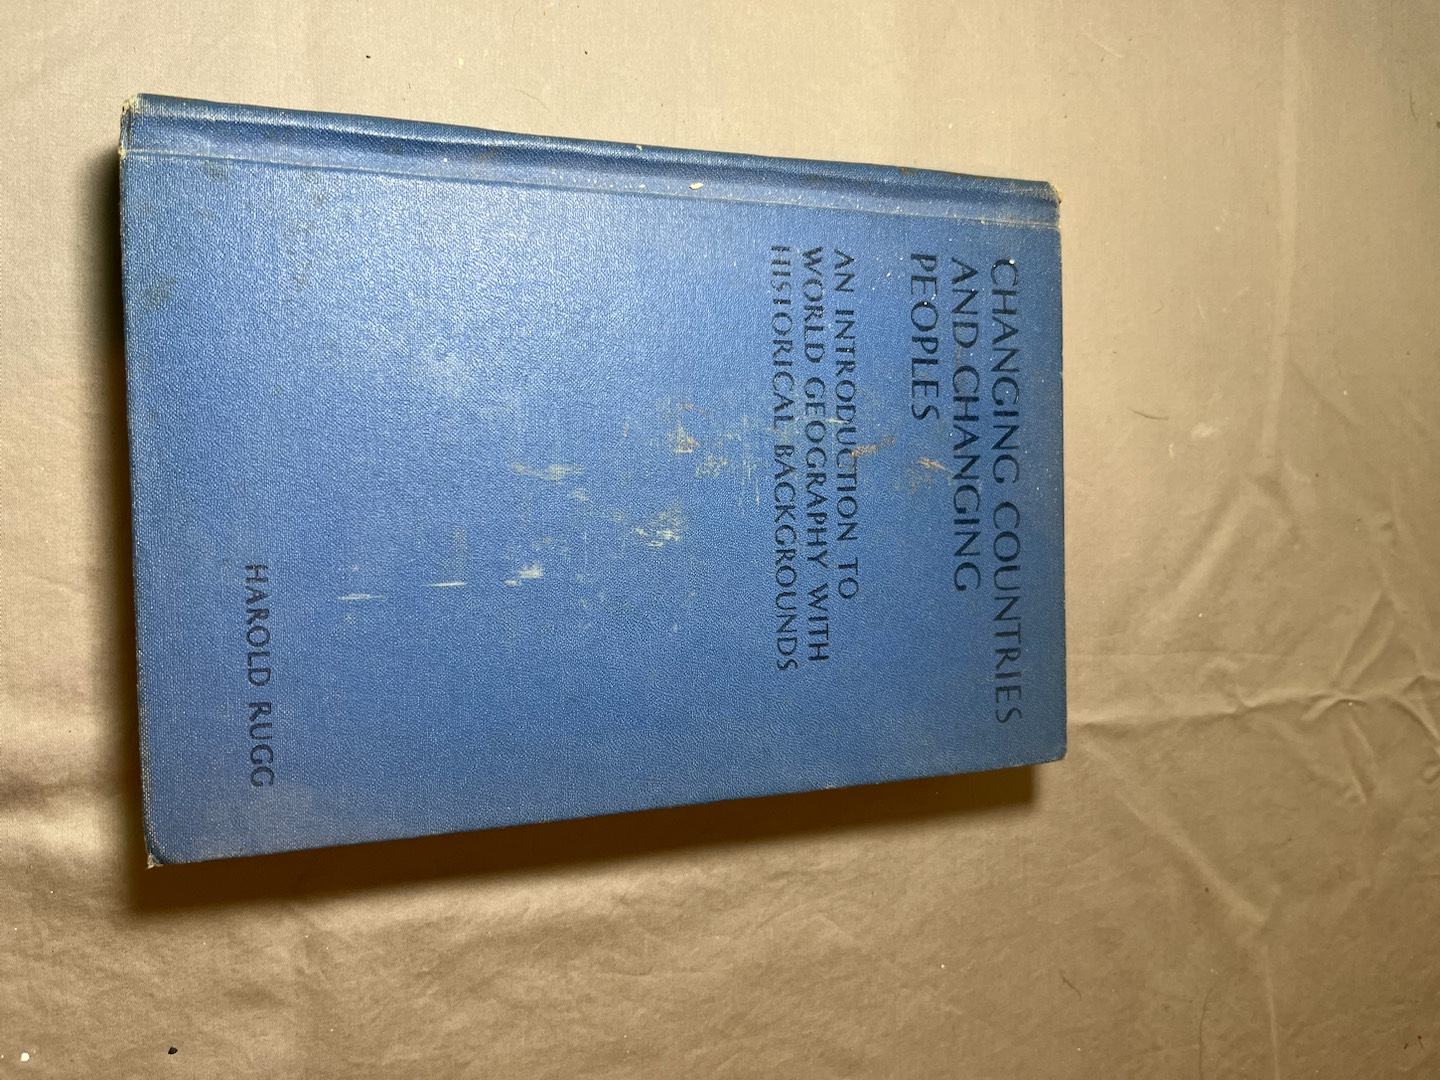 CHANGING COUNTRIES
AND CHANGING
PEOPLES
AN INTRODUCTION TO
WORLD GEOGRAPHY WITH
HISTORICAL BACKGROUNDS
HAROLD RUGG